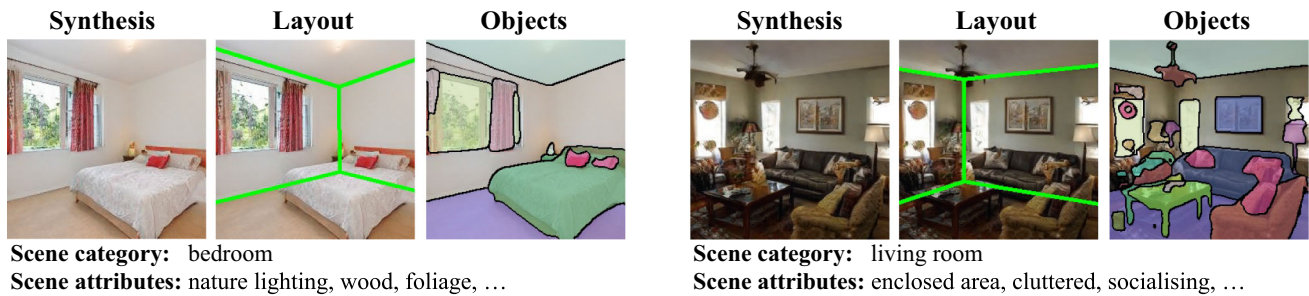 Synthesis Layout Objects
Scene category: bedroom
Scene attributes: nature lighting, wood, foliage, …
Synthesis Layout Objects
Scene category: living room
Scene attributes: enclosed area, cluttered, socialising, …